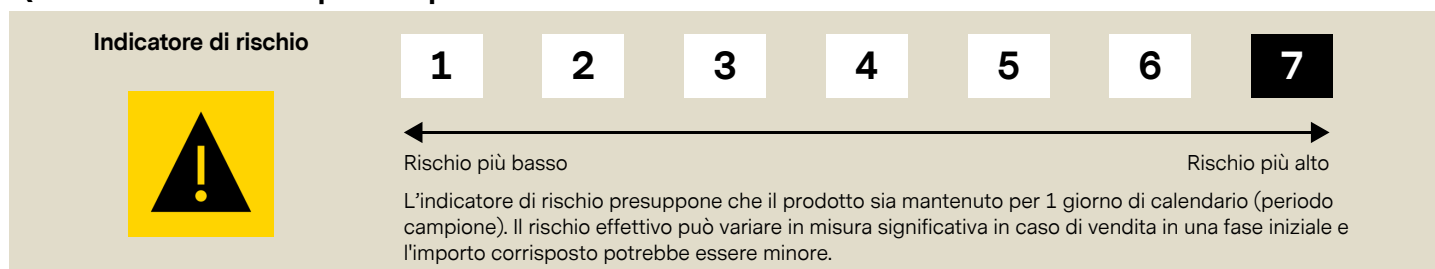 Indicatore di rischio
1 2 3 4 5 6 7
Rischio più basso Rischio più alto
L’indicatore di rischio presuppone che il prodotto sia mantenuto per 1 giorno di calendario (periodo
campione). Il rischio effettivo può variare in misura significativa in caso di vendita in una fase iniziale e
l'importo corrisposto potrebbe essere minore.